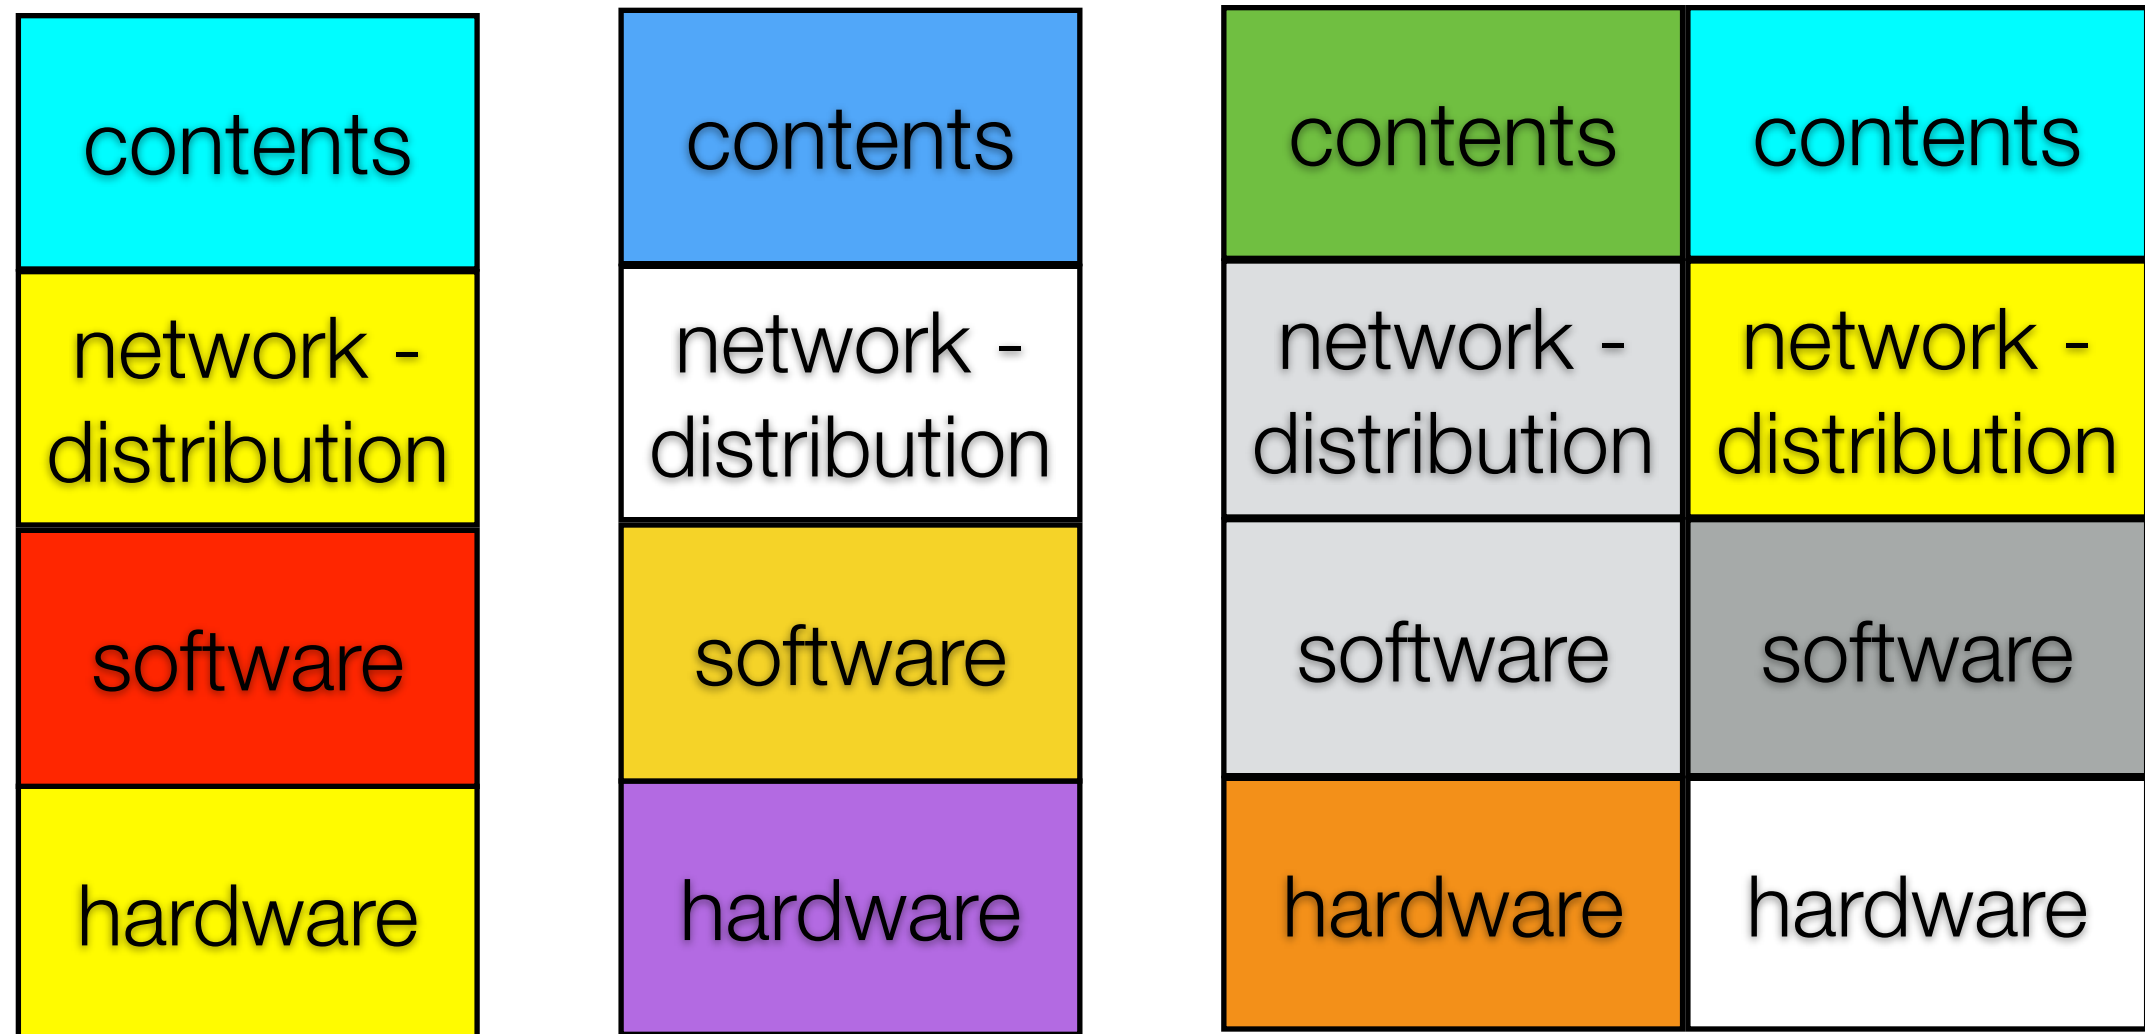 contents
network -
distribution
software
hardware
contents
network -
distribution
software
hardware
contents
network -
distribution
software
hardware
contents
network -
distribution
software
hardware